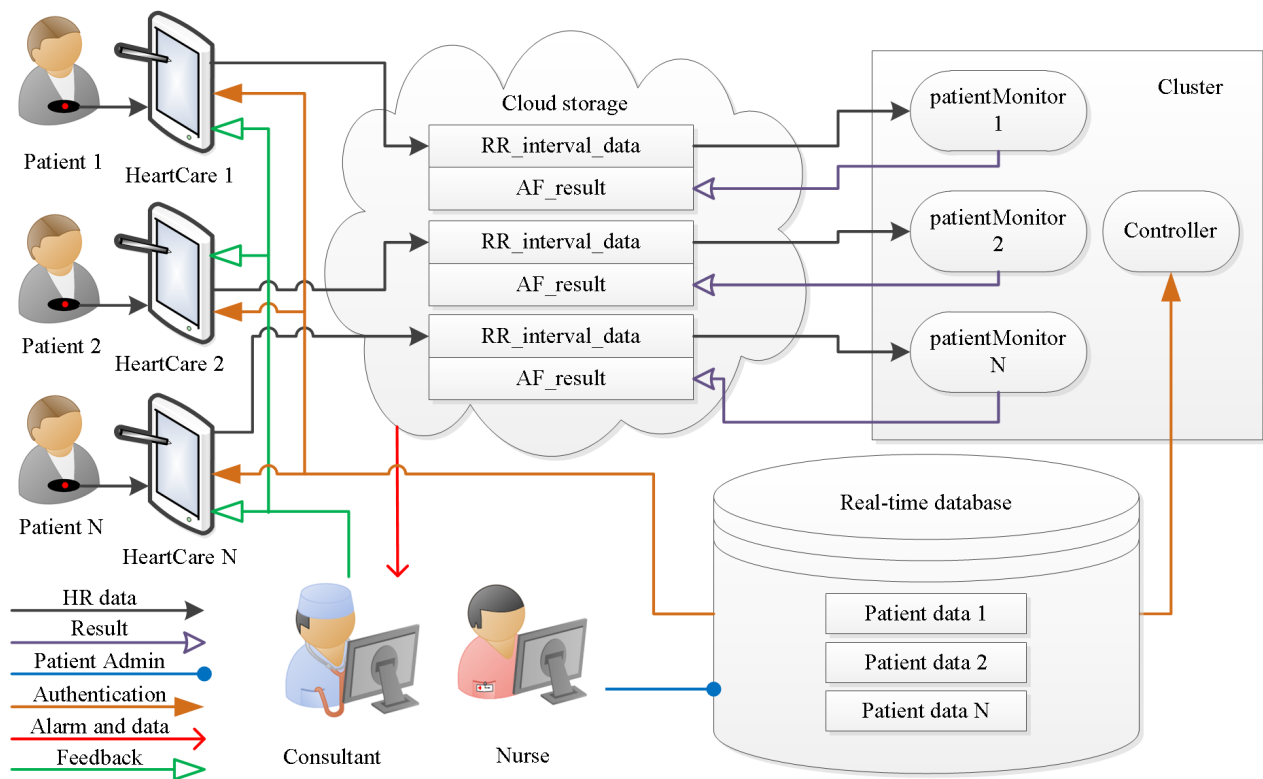 Patient 1
HeartCare 1
Patient 2
HeartCare 2
Patient N
HeartCare N
Cloud storage
RR_interval_data
AF_result
RR_interval_data
AF_result
RR_interval_data
AF_result
Cluster
patientMonitor
1
patientMonitor
2
patientMonitor
N
Controller
Real-time database
Patient data 1
Patient data 2
Patient data N
Consultant
Nurse
HR data
Result
Patient Admin
Authentication
Alarm and data
Feedback